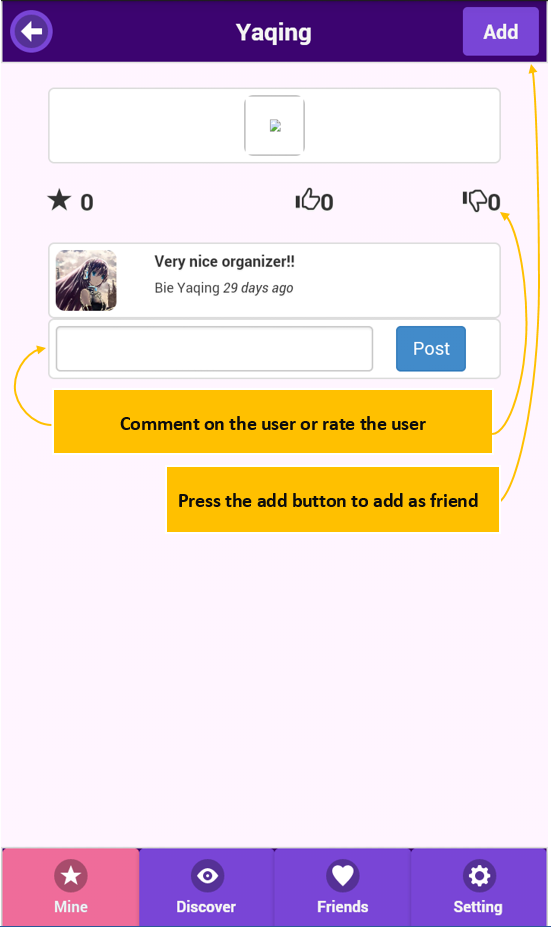 Yaqing
Add
0
0
0
Very nice organizer!!
Bie Yaqing 29 days ago
Post
Comment on the user or rate the user
Press the add button to add as friend
Mine
Discover
Friends
Setting